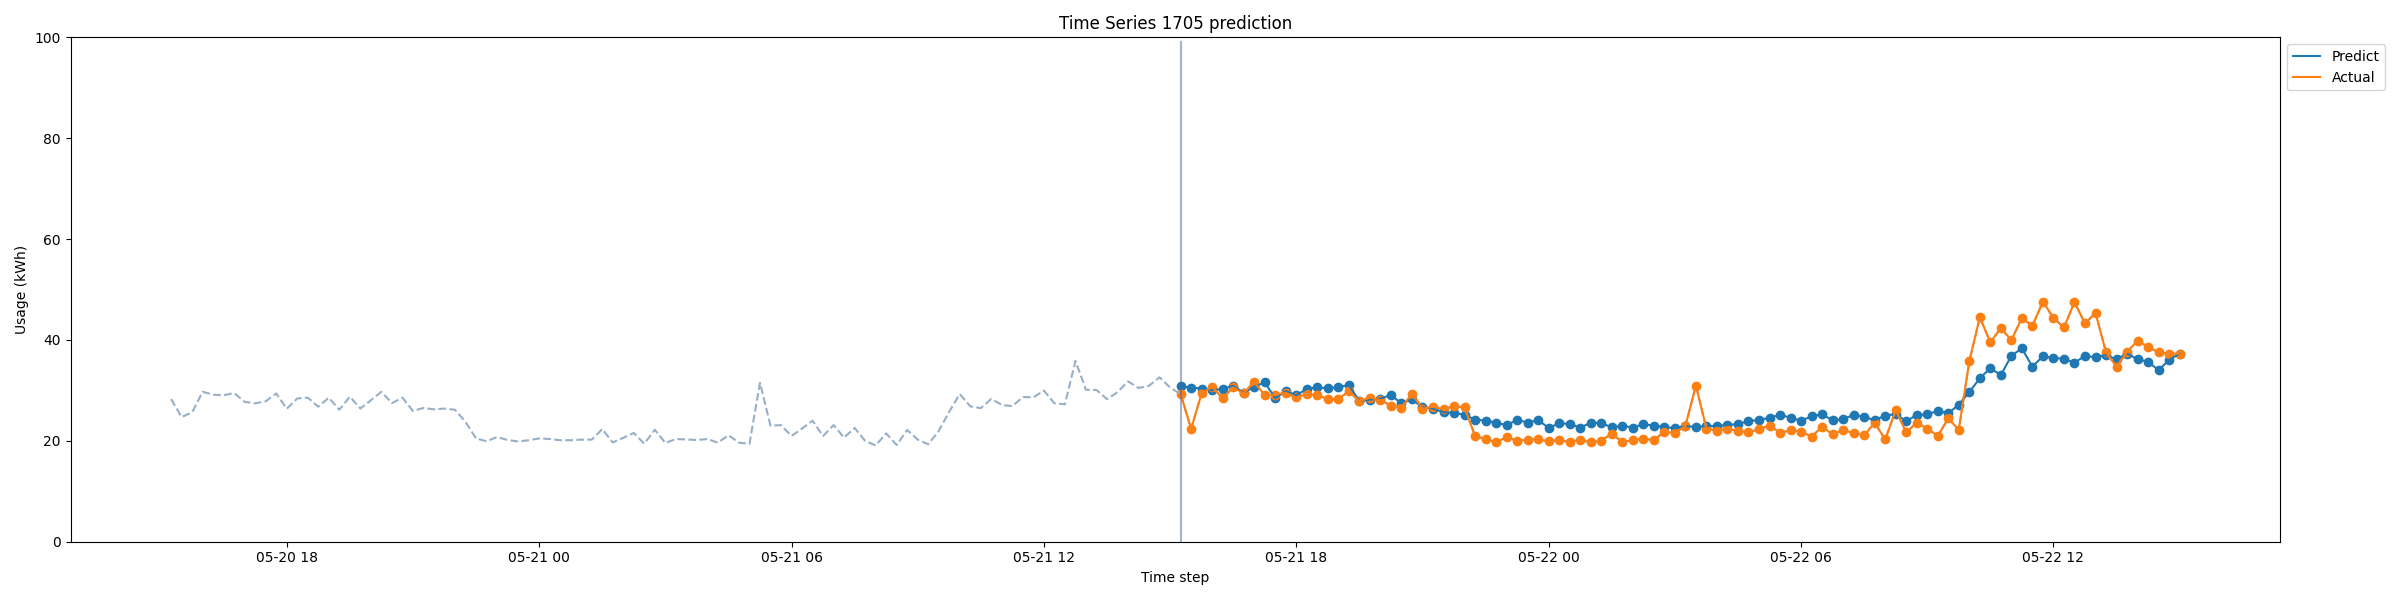 Time Series 1705 prediction
100
80
60
40
20
0
Usage (kWh)
05-20 18
05-21 00
05-21 06
05-21 12
05-21 18
05-22 00
05-22 06
05-22 12
Time step
Predict
Actual